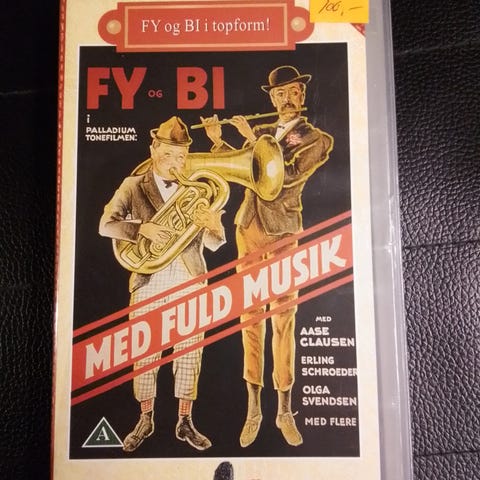 100,-
FY og BI i topform!
FY OG BI
i
PALLADIUM
TONEFILMEN:
MED FULD MUSIK
MED
AASE
CLAUSEN
ERLING
SCHROEDER
OLGA
SVENDSEN
MED FLERE
A